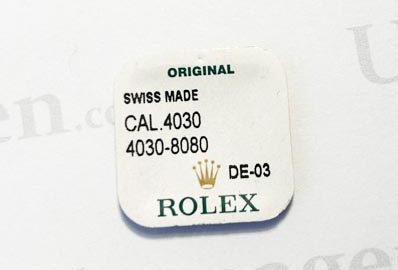 ORIGINAL
SWISS MADE
CAL.4030
4030-8080
DE-03
ROLEX